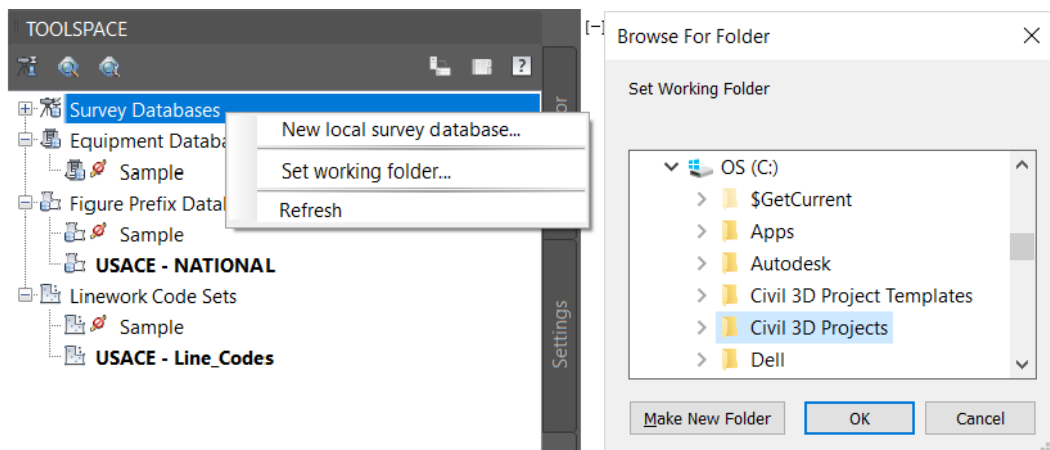 TOOLSPACE
?
Survey Databases
New local survey database...
Equipment Databa
Set working folder...
Sample
Figure Prefix Datal
Refresh
Sample
USACE - NATIONAL
Linework Code Sets
Sample
USACE - Line_Codes
or
Settings
[−]
Browse For Folder
Set Working Folder
OS (C:)
$GetCurrent
Apps
Autodesk
Civil 3D Project Templates
Civil 3D Projects
Dell
Make New Folder
OK
Cancel